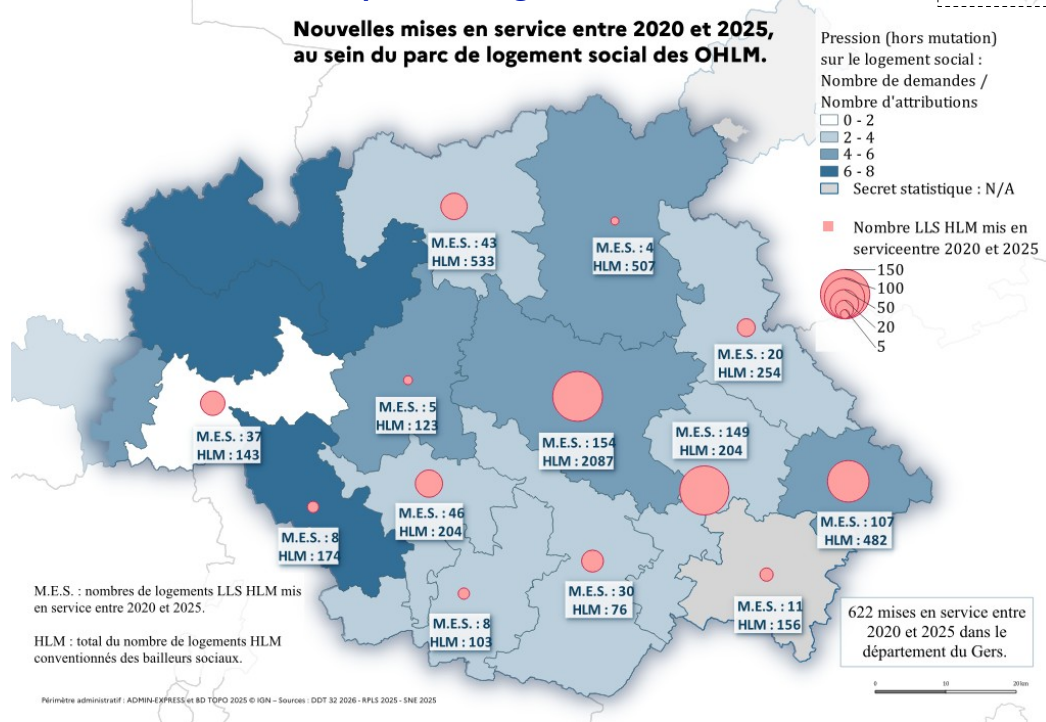 Nouvelles mises en service entre 2020 et 2025,
au sein du parc de logement social des OHLM.
Pression (hors mutation)
sur le logement social :
Nombre de demandes /
Nombre d'attributions
0 - 2
2 - 4
4 - 6
6 - 8
Secret statistique : N/A
Nombre LLS HLM mis en
serviceentre 2020 et 2025
150
100
50
20
5
M.E.S. : 43
HLM : 533
M.E.S. : 4
HLM : 507
M.E.S. : 20
HLM : 254
M.E.S. : 37
HLM : 143
M.E.S. : 5
HLM : 123
M.E.S. : 154
HLM : 2087
M.E.S. : 149
HLM : 204
M.E.S. : 46
HLM : 204
M.E.S. : 107
HLM : 482
M.E.S. : 8
HLM : 174
M.E.S. : 8
HLM : 103
M.E.S. : 30
HLM : 76
M.E.S. : 11
HLM : 156
M.E.S. : nombres de logements LLS HLM mis
en service entre 2020 et 2025.
HLM : total du nombre de logements HLM
conventionnés des bailleurs sociaux.
622 mises en service entre
2020 et 2025 dans le
département du Gers.
Périmètre administratif : ADMIN-EXPRESS et BD TOPO 2025 © IGN – Sources : DDT 32 2026 - RPLS 2025 - SNE 2025
0 10 20 km